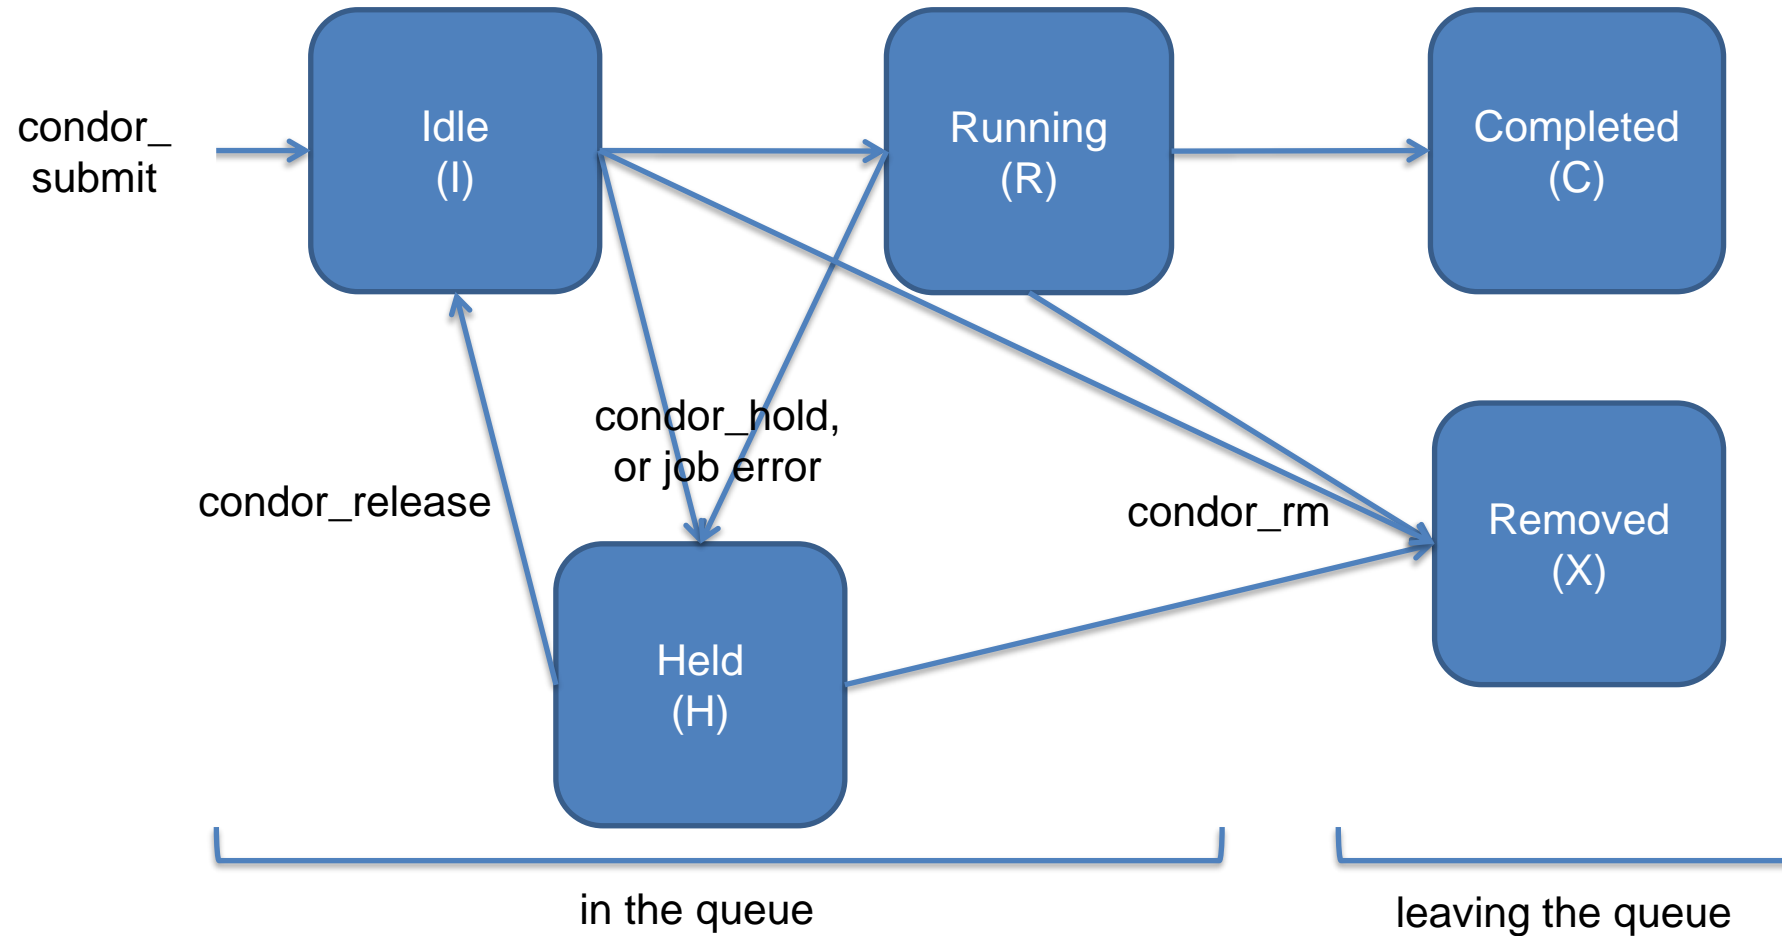 condor_
submit
Idle
(I)
Running
(R)
Completed
(C)
condor_hold,
or job error
condor_release
condor_rm
Removed
(X)
Held
(H)
in the queue
leaving the queue